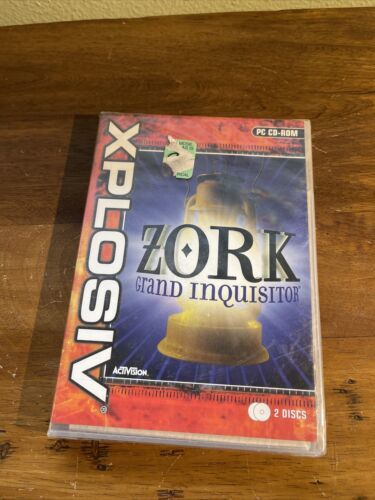 PC CD-ROM
XPLOSIV®
ZORK
Grand INQUISITOR
ACTIVISION.
2 DISCS